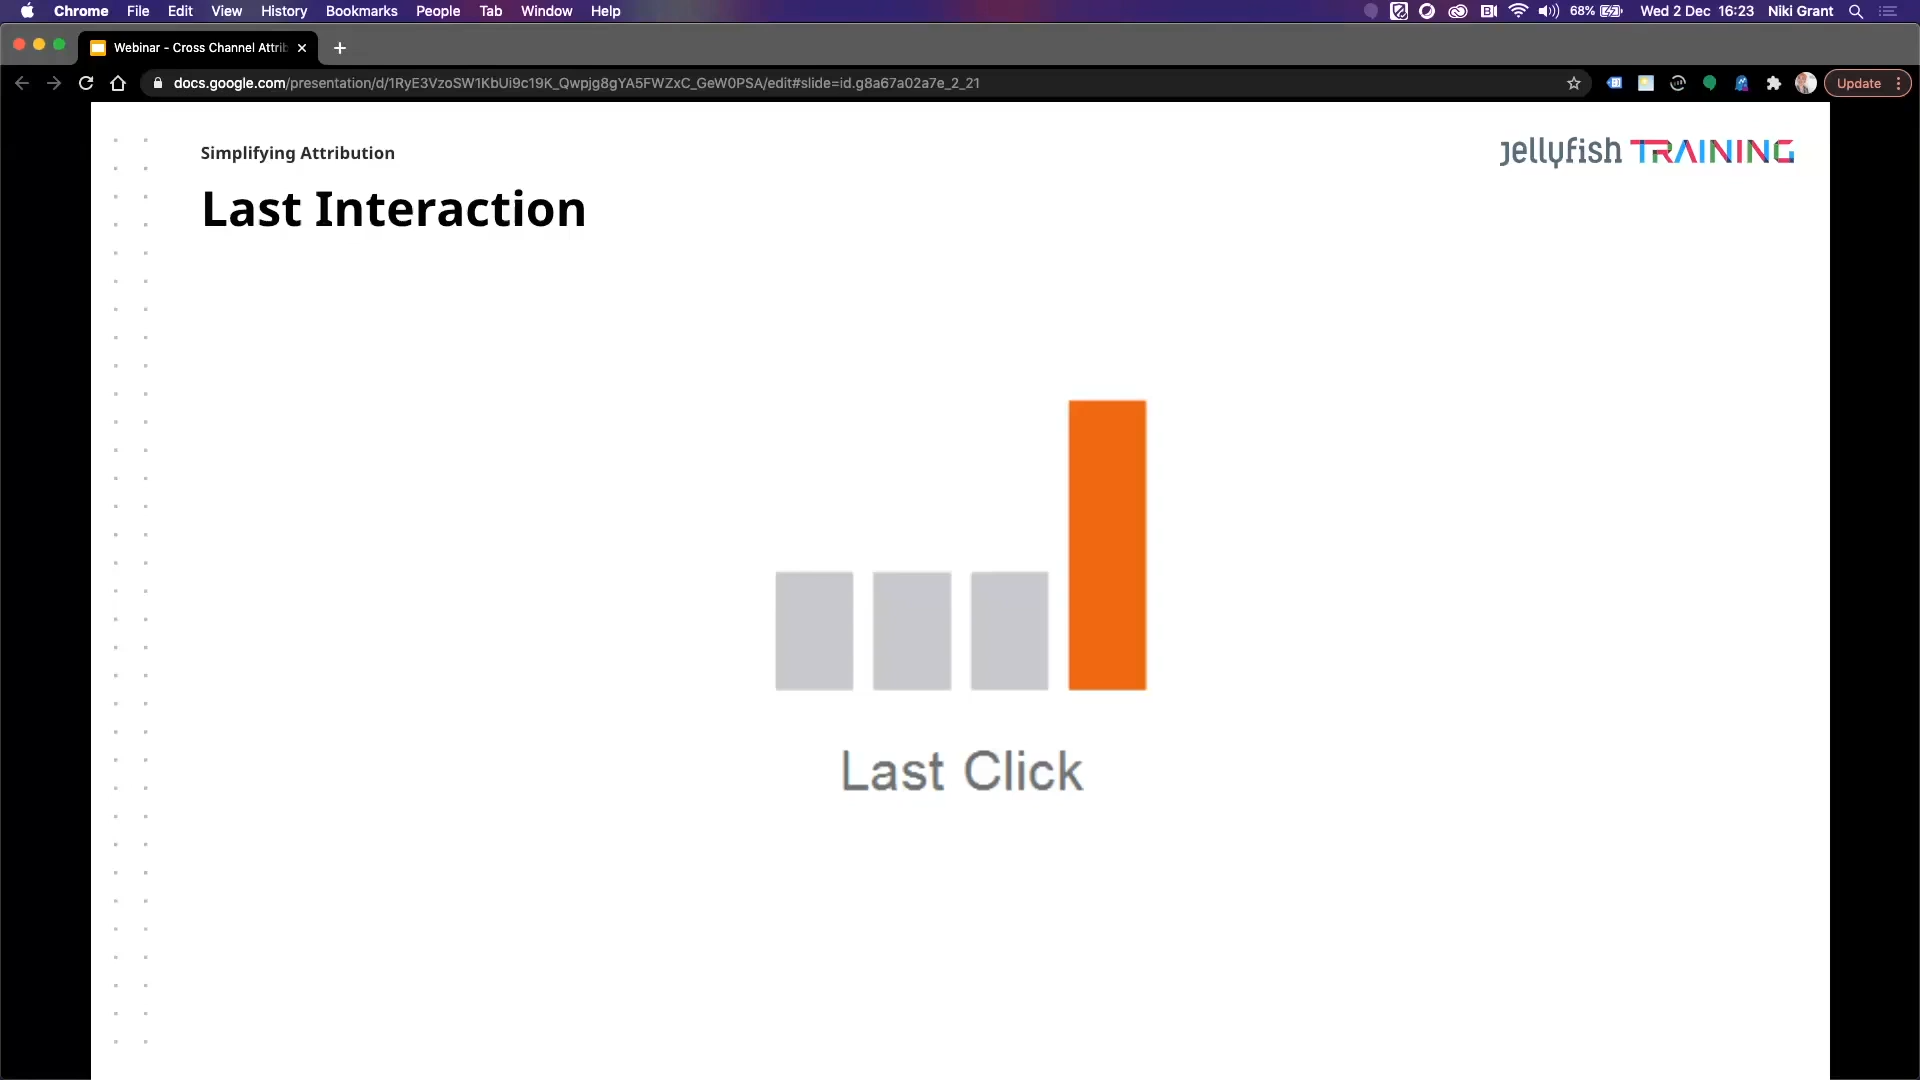 Chrome File Edit View History Bookmarks People Tab Window Help 68% Wed 2 Dec 16:23 Niki Grant
Webinar - Cross Channel Attrib
docs.google.com/presentation/d/1RyE3VzoSW1KbUi9c19K_Qwpjg8gYA5FWZxC_GeW0PSA/edit#slide=id.g8a67a02a7e_2_21 Update
Simplifying Attribution
jellyfish TRAINING
Last Interaction
Last Click